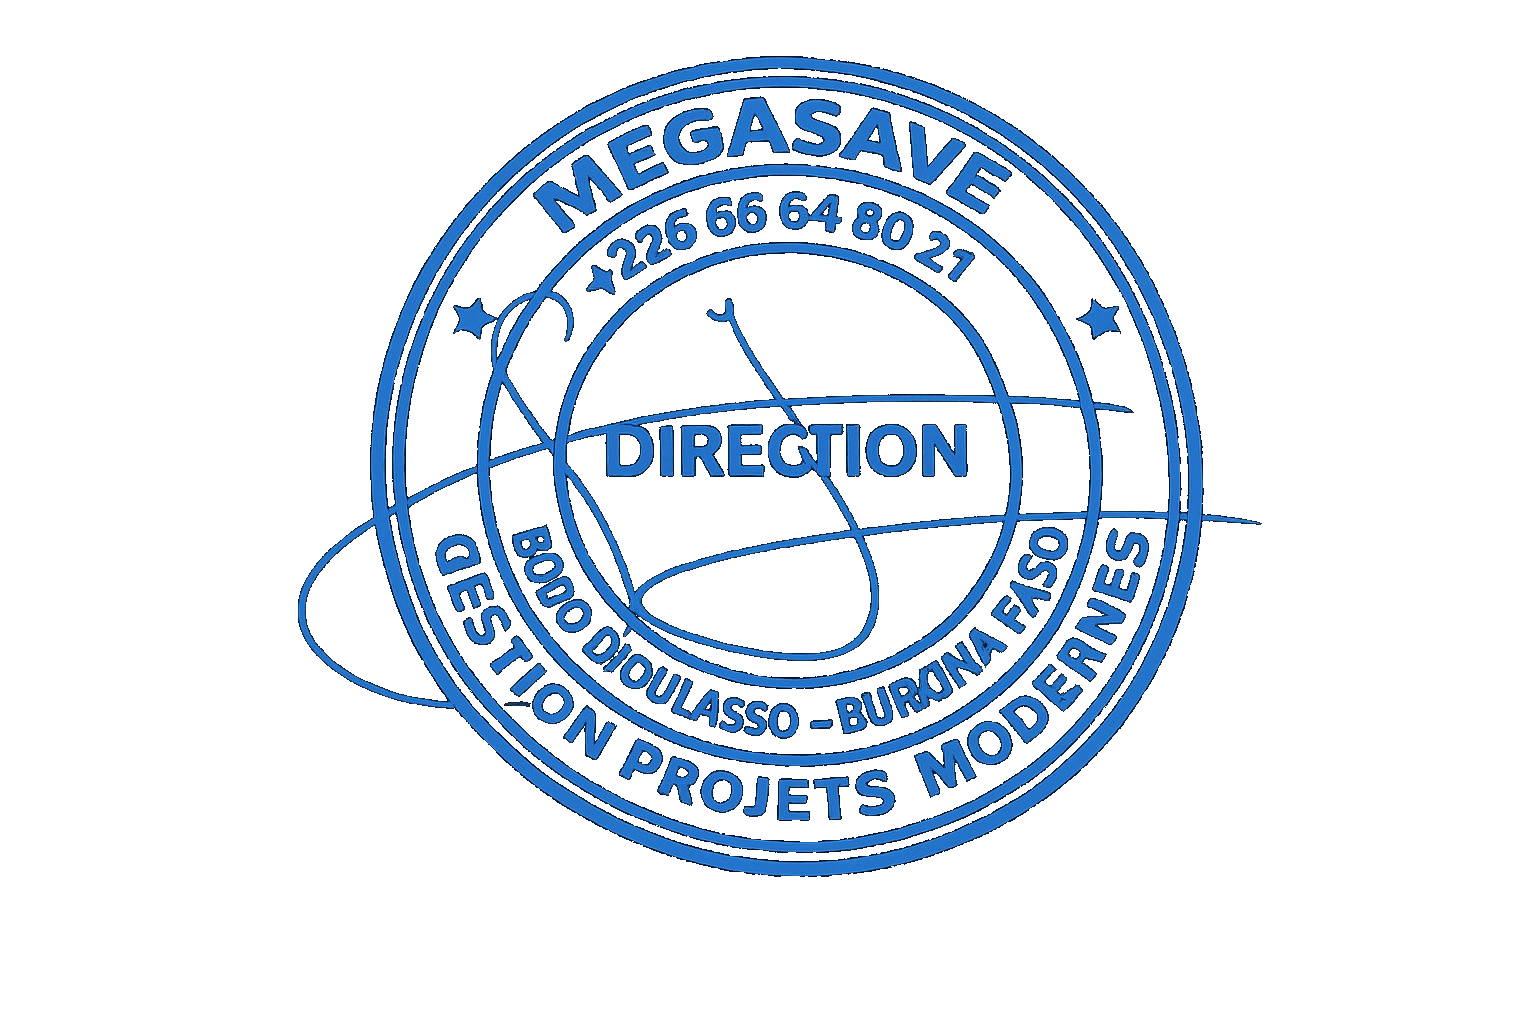 MEGASAVE
+226 66 64 80 21
DIRECTION
BODO DIOULASSO – BURKINA FASO
GESTION PROJETS MODERNES